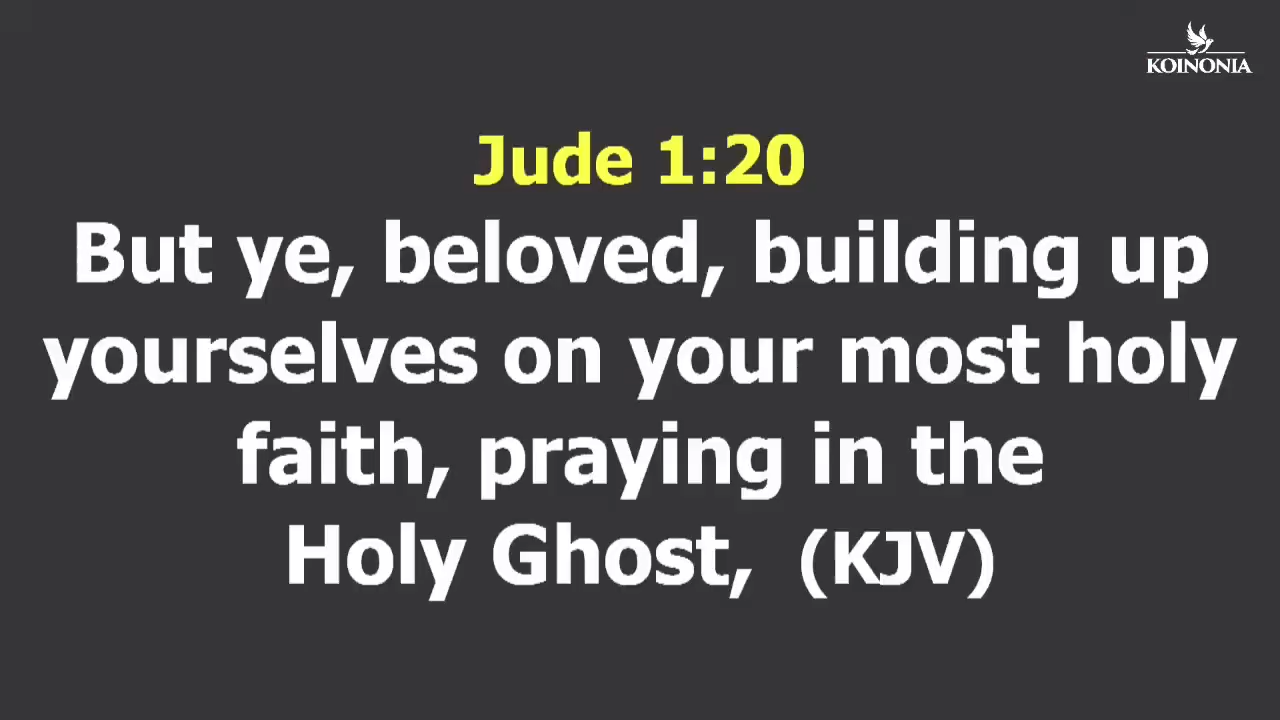 KOINONIA
Jude 1:20
But ye, beloved, building up
yourselves on your most holy
faith, praying in the
Holy Ghost, (KJV)